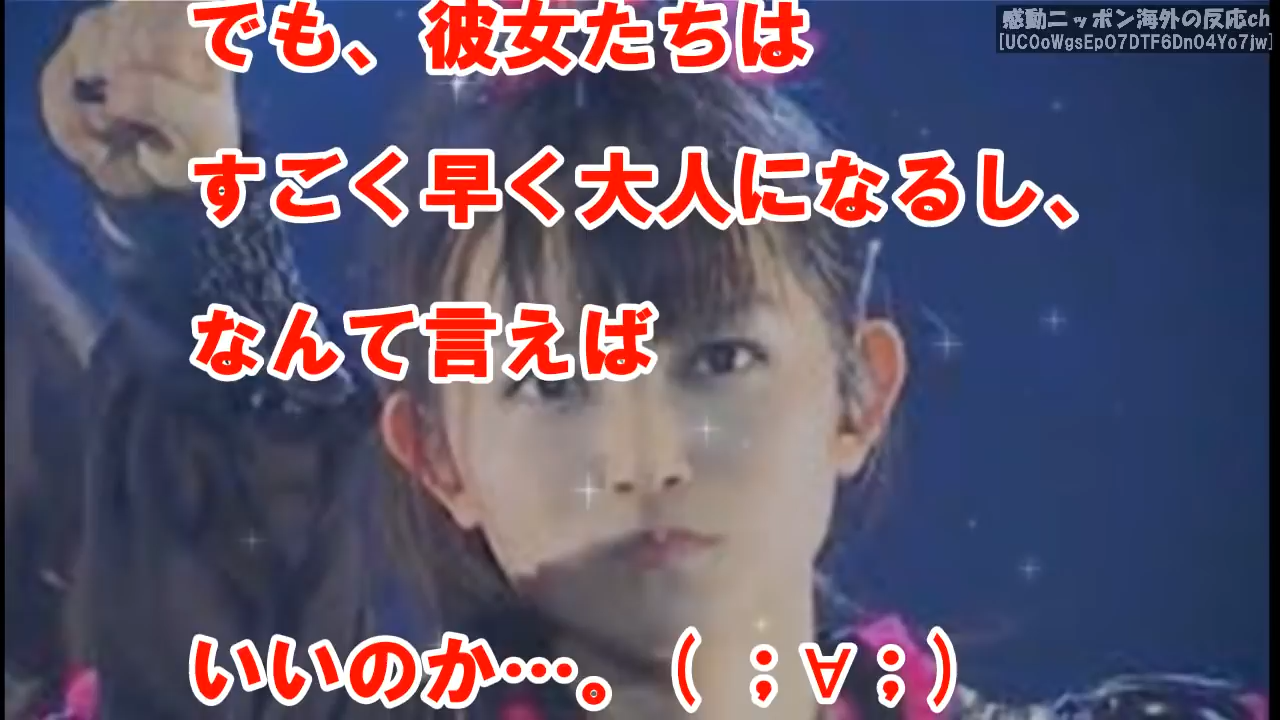 感動ニッポン海外の反応ch
[UCOoWgsEpO7DTF6DnO4Yo7jw]
でも、彼女たちは
すごく早く大人になるし、
なんて言えば
いいのか…。（；∀；）